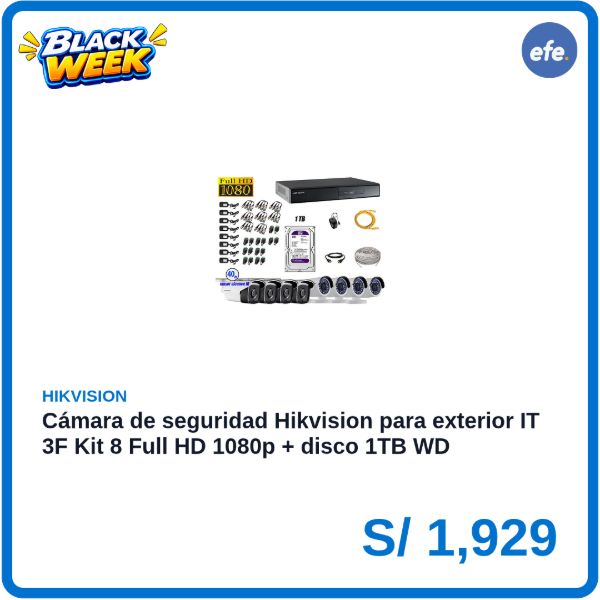 BLACK
WEEK
efe.
Full HD
1080
1TB
40
HIKVISION
Cámara de seguridad Hikvision para exterior IT
3F Kit 8 Full HD 1080p + disco 1TB WD
S/ 1,929